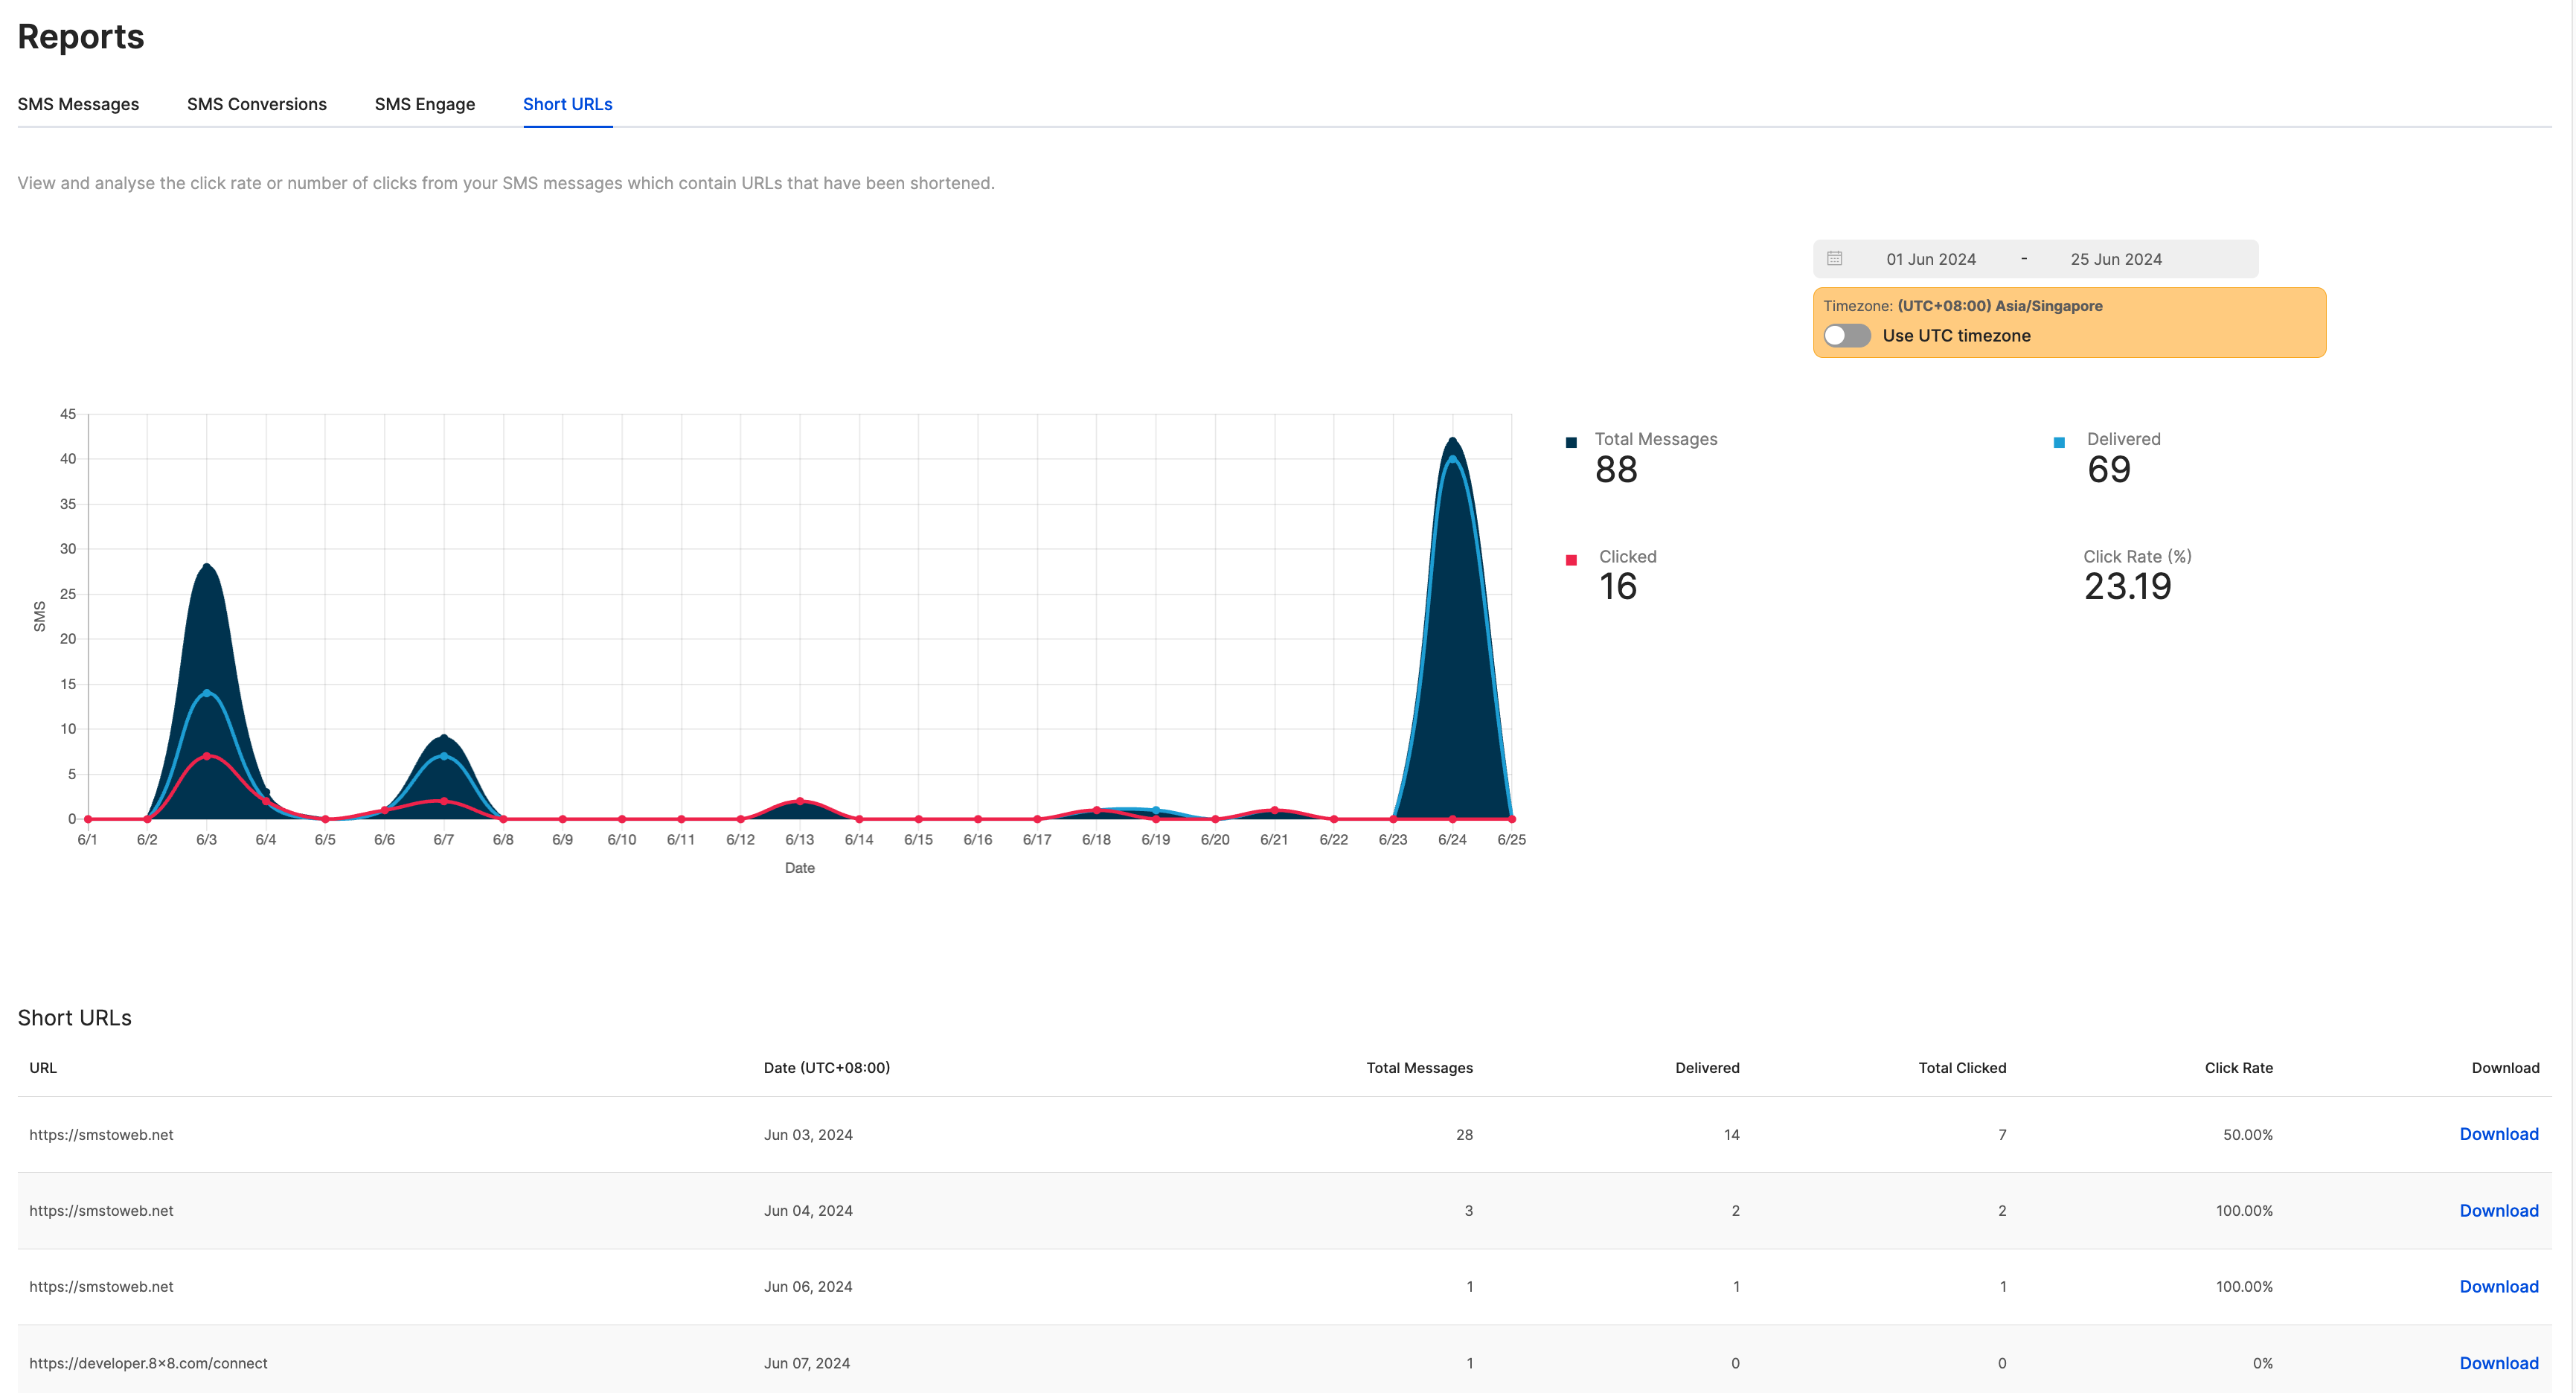 Reports
SMS Messages SMS Conversions SMS Engage Short URLs
View and analyse the click rate or number of clicks from your SMS messages which contain URLs that have been shortened.
01 Jun 2024 - 25 Jun 2024
Timezone: (UTC+08:00) Asia/Singapore
Use UTC timezone
45
40
35
30
25
20
15
10
5
0
SMS
6/1 6/2 6/3 6/4 6/5 6/6 6/7 6/8 6/9 6/10 6/11 6/12 6/13 6/14 6/15 6/16 6/17 6/18 6/19 6/20 6/21 6/22 6/23 6/24 6/25
Date
Total Messages
88
Delivered
69
Clicked
16
Click Rate (%)
23.19
Short URLs
URL Date (UTC+08:00) Total Messages Delivered Total Clicked Click Rate Download
https://smstoweb.net Jun 03, 2024 28 14 7 50.00% Download
https://smstoweb.net Jun 04, 2024 3 2 2 100.00% Download
https://smstoweb.net Jun 06, 2024 1 1 1 100.00% Download
https://developer.8×8.com/connect Jun 07, 2024 1 0 0 0% Download